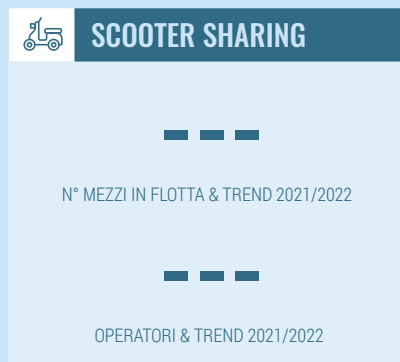 SCOOTER SHARING
---
N° MEZZI IN FLOTTA & TREND 2021/2022
---
OPERATORI & TREND 2021/2022